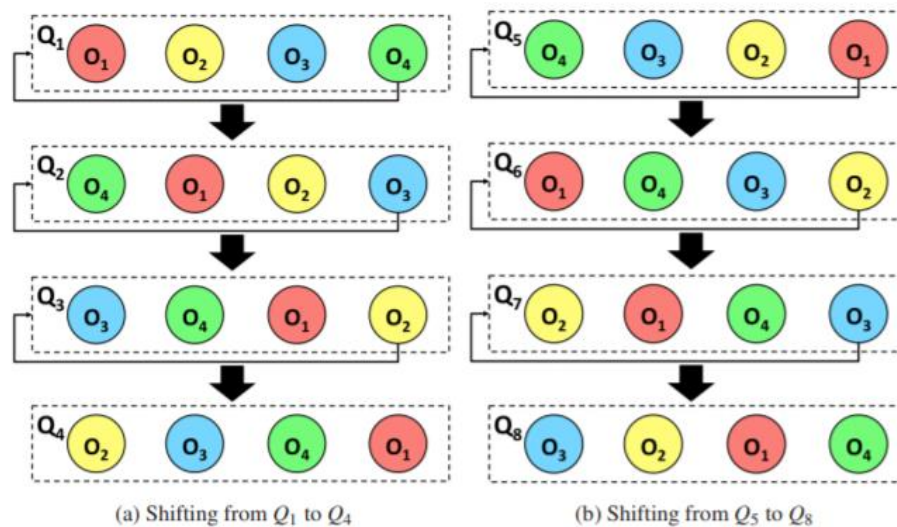 Q1 O1 O2 O3 O4
Q2 O4 O1 O2 O3
Q3 O3 O4 O1 O2
Q4 O2 O3 O4 O1
(a) Shifting from Q1 to Q4
Q5 O4 O3 O2 O1
Q6 O1 O4 O3 O2
Q7 O2 O1 O4 O3
Q8 O3 O2 O1 O4
(b) Shifting from Q5 to Q8